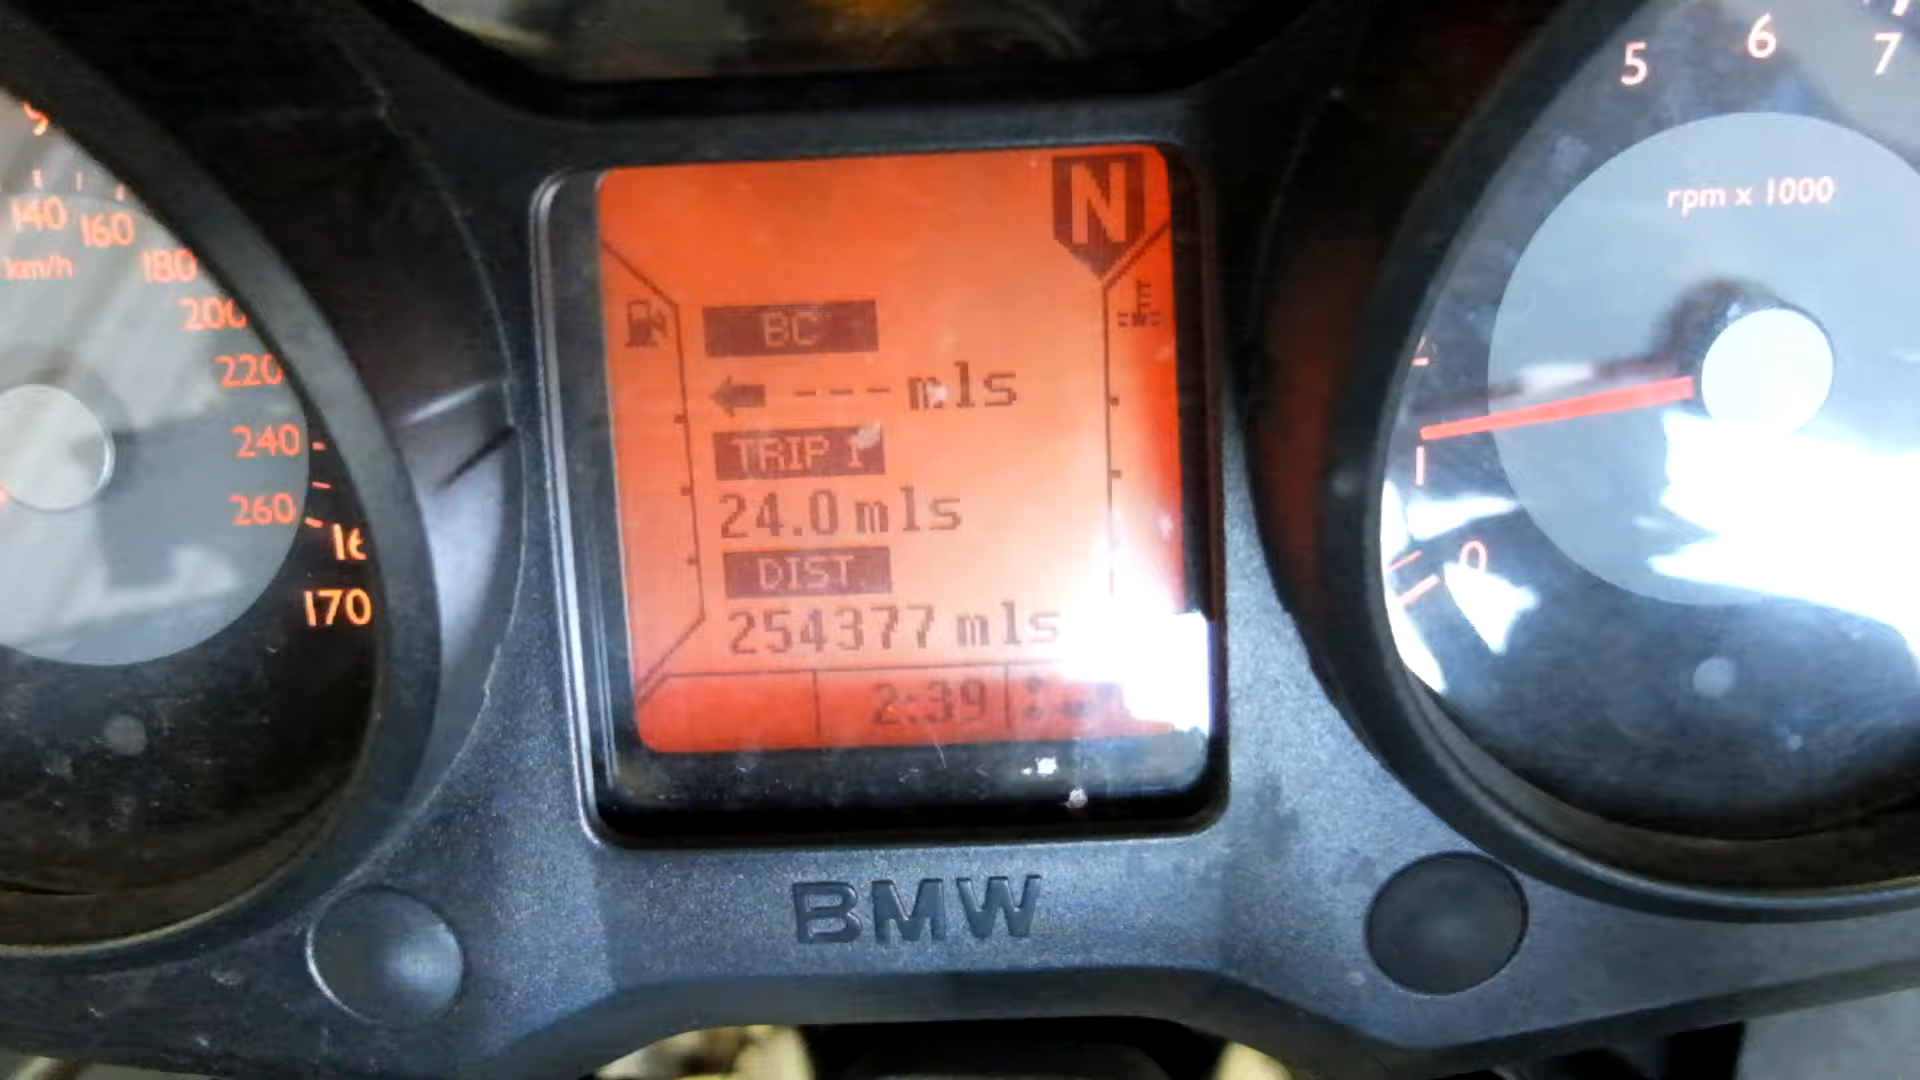 5
6
7
rpm x 1000
140
160
km/h
180
200
220
240
260
170
N
BC
--- mls
TRIP 1
24.0 mls
DIST
254377 mls
2:39
1
0
BMW